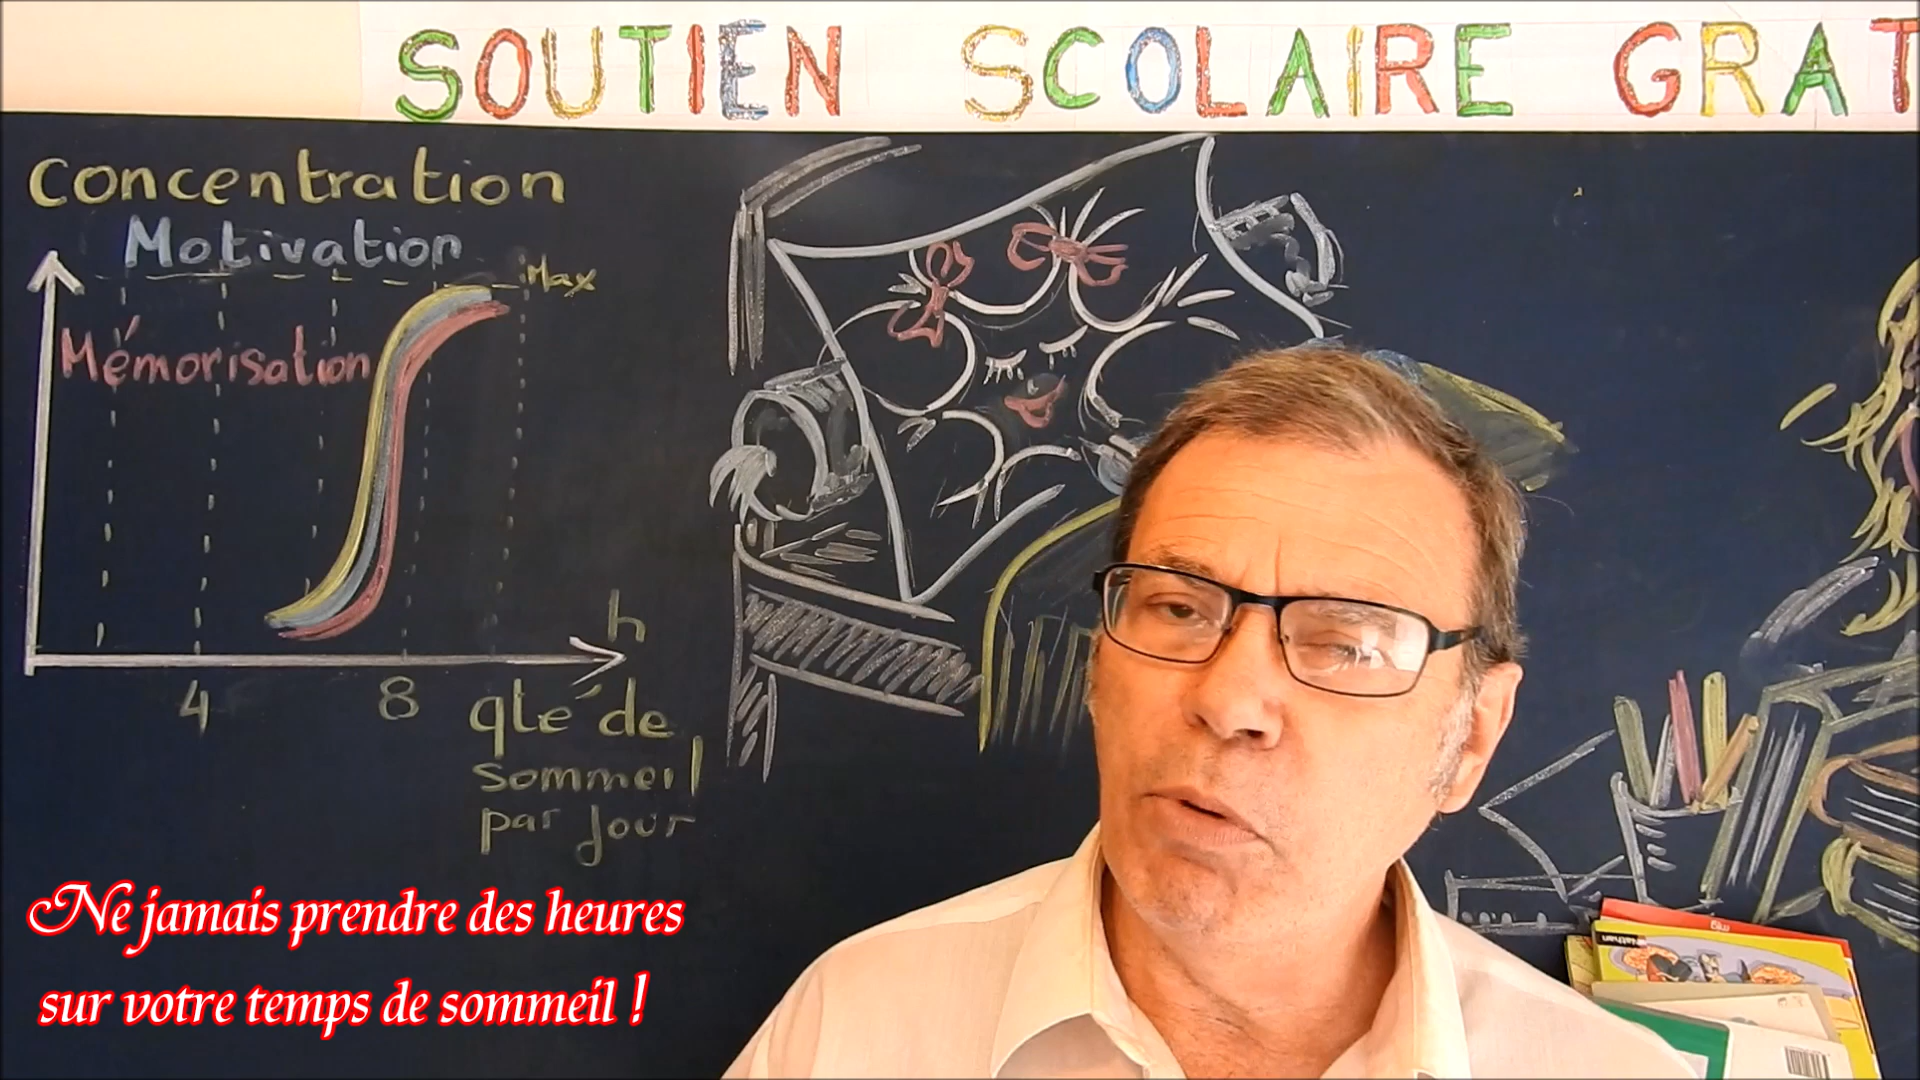 SOUTIEN SCOLAIRE GRAT
Concentration
Motivation
Max
Mémorisation
h
4 8 qté de
sommeil
par jour
Ne jamais prendre des heures
sur votre temps de sommeil !